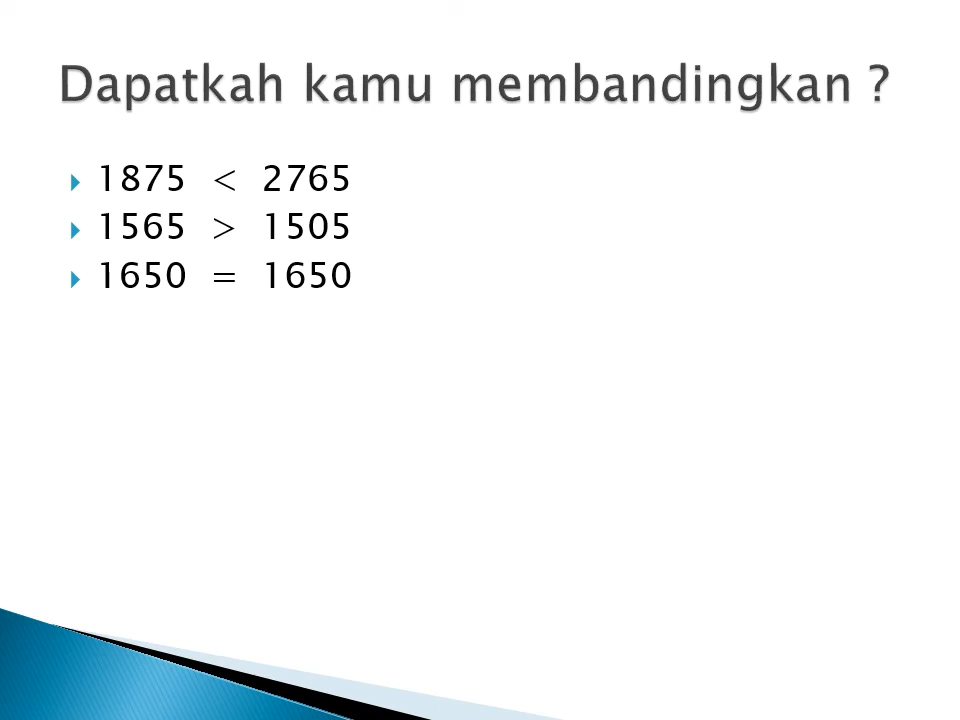 Dapatkah kamu membandingkan ?
1875 < 2765
1565 > 1505
1650 = 1650